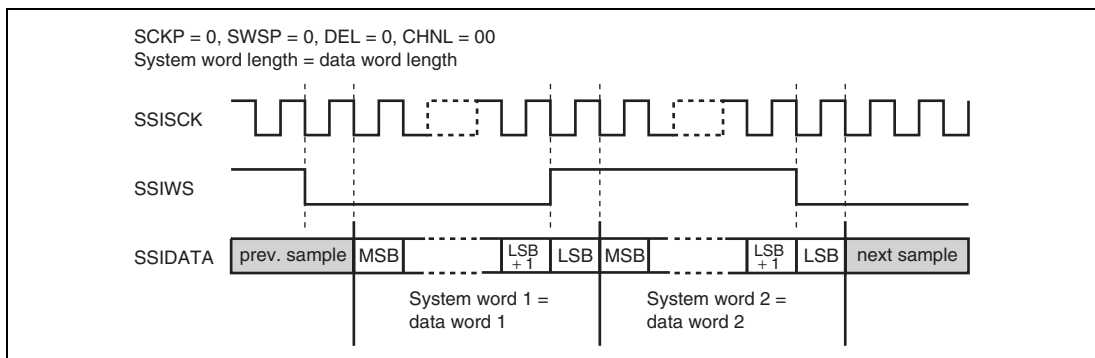 SCKP = 0, SWSP = 0, DEL = 0, CHNL = 00
System word length = data word length
SSISCK
SSIWS
SSIDATA
prev. sample
MSB
LSB
+ 1
LSB
MSB
LSB
+ 1
LSB
next sample
System word 1 =
data word 1
System word 2 =
data word 2